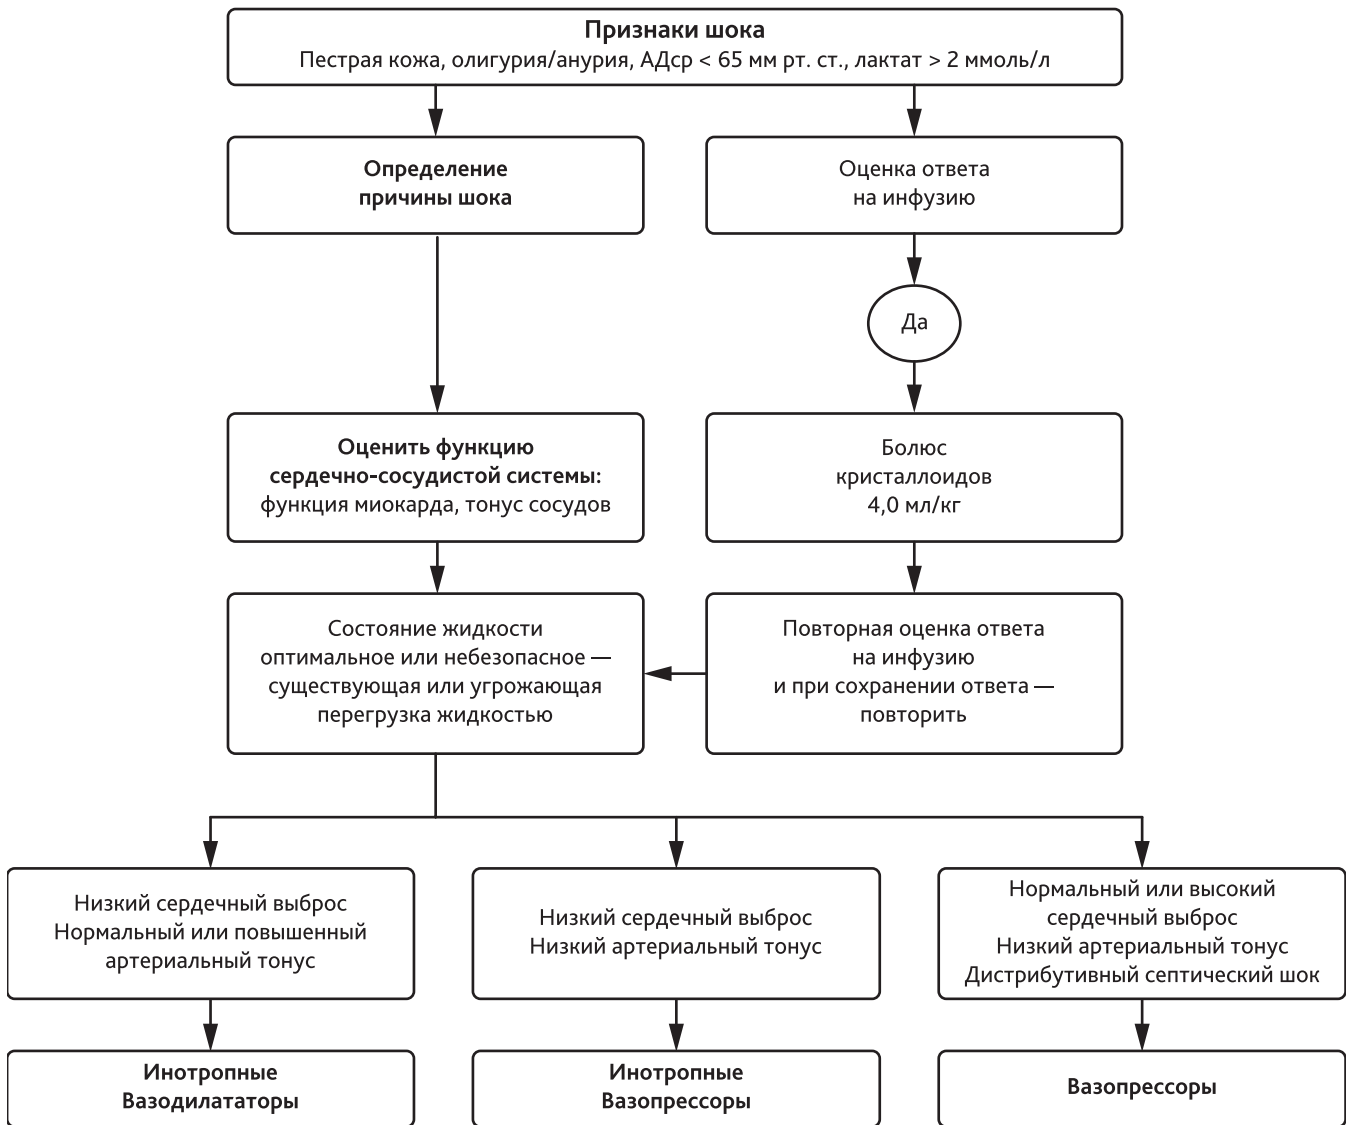 Признаки шока
Пестрая кожа, олигурия/анурия, АДср < 65 мм рт. ст., лактат > 2 ммоль/л
Определение
причины шока
Оценка ответа
на инфузию
Да
Оценить функцию
сердечно-сосудистой системы:
функция миокарда, тонус сосудов
Болюс
кристаллоидов
4,0 мл/кг
Состояние жидкости
оптимальное или небезопасное —
существующая или угрожающая
перегрузка жидкостью
Повторная оценка ответа
на инфузию
и при сохранении ответа —
повторить
Низкий сердечный выброс
Нормальный или повышенный
артериальный тонус
Низкий сердечный выброс
Низкий артериальный тонус
Нормальный или высокий
сердечный выброс
Низкий артериальный тонус
Дистрибутивный септический шок
Инотропные
Вазодилататоры
Инотропные
Вазопрессоры
Вазопрессоры